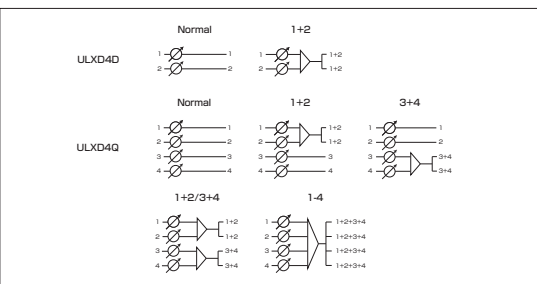 Normal 1+2
ULXD4D
1 1 1 1+2
2 2 2 1+2
Normal 1+2 3+4
ULXD4Q
1 1 1 1+2 1 1
2 2 2 1+2 2 2
3 3 3 3 3 3+4
4 4 4 4 4 3+4
1+2/3+4 1-4
1 1+2 1 1+2+3+4
2 1+2 2 1+2+3+4
3 3+4 3 1+2+3+4
4 3+4 4 1+2+3+4